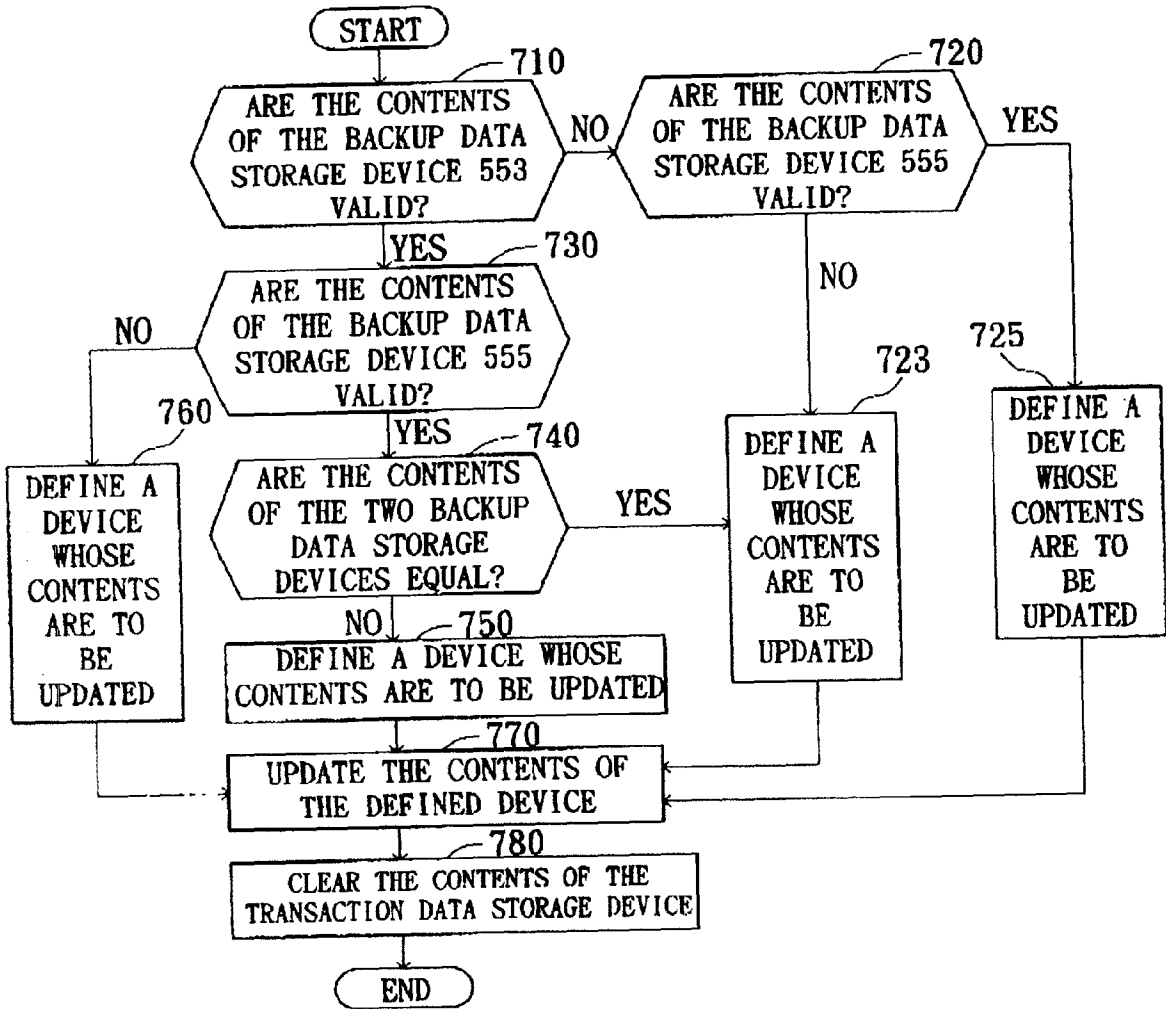 START
710
ARE THE CONTENTS
OF THE BACKUP DATA
STORAGE DEVICE 553
VALID?
NO
720
ARE THE CONTENTS
OF THE BACKUP DATA
STORAGE DEVICE 555
VALID?
YES
YES
730
ARE THE CONTENTS
OF THE BACKUP DATA
STORAGE DEVICE 555
VALID?
NO
NO
YES
740
ARE THE CONTENTS
OF THE TWO BACKUP
DATA STORAGE
DEVICES EQUAL?
YES
760
DEFINE A
DEVICE
WHOSE
CONTENTS
ARE TO
BE
UPDATED
723
DEFINE A
DEVICE
WHOSE
CONTENTS
ARE TO
BE
UPDATED
725
DEFINE A
DEVICE
WHOSE
CONTENTS
ARE TO
BE
UPDATED
NO
750
DEFINE A DEVICE WHOSE
CONTENTS ARE TO BE UPDATED
770
UPDATE THE CONTENTS OF
THE DEFINED DEVICE
780
CLEAR THE CONTENTS OF THE
TRANSACTION DATA STORAGE DEVICE
END